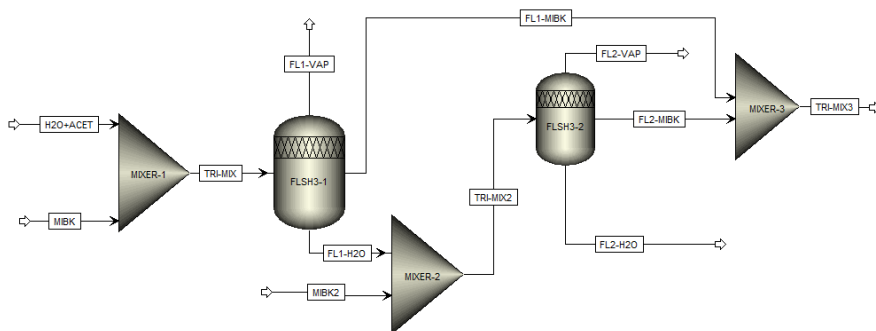 FL1-MIBK
FL1-VAP
FL2-VAP
H2O+ACET
MIXER-1
TRI-MIX
FLSH3-1
FLSH3-2
FL2-MIBK
MIXER-3
TRI-MIX3
TRI-MIX2
MIBK
FL1-H2O
FL2-H2O
MIXER-2
MIBK2